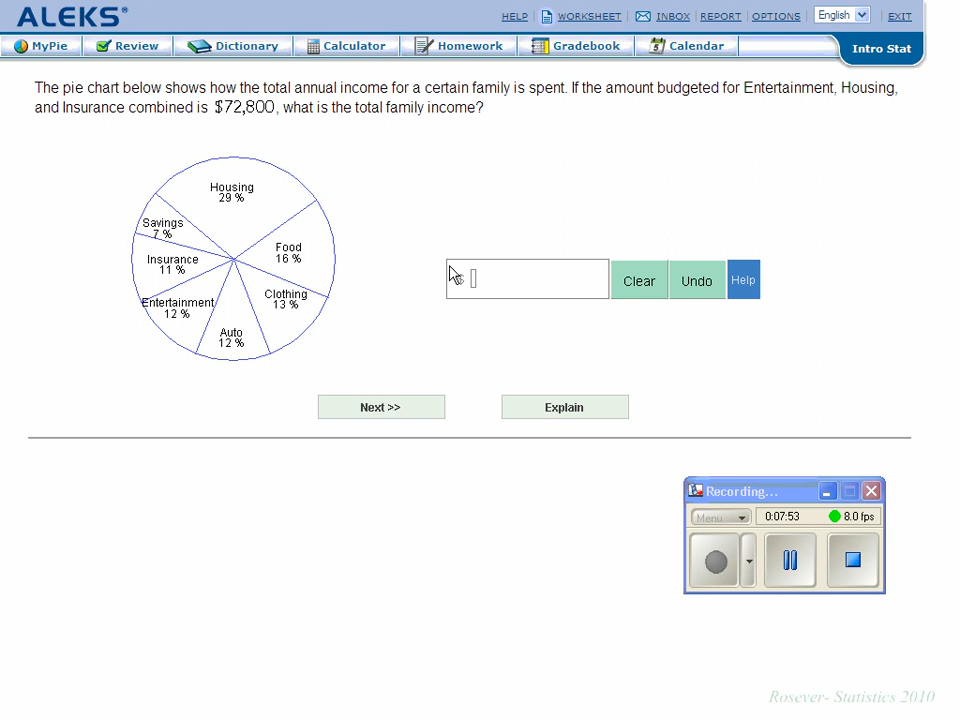 ALEKS®
HELP | WORKSHEET | INBOX | REPORT | OPTIONS | English | EXIT
MyPie Review Dictionary Calculator Homework Gradebook 5 Calendar Intro Stat
The pie chart below shows how the total annual income for a certain family is spent. If the amount budgeted for Entertainment, Housing,
and Insurance combined is $72,800, what is the total family income?
Housing
29 %
Savings
7 %
Food
16 %
Insurance
11 %
Clothing
13 %
Entertainment
12 %
Auto
12 %
$
Clear Undo Help
Next >> Explain
Recording...
Menu 0:07:53 8.0 fps
Rosever- Statistics 2010